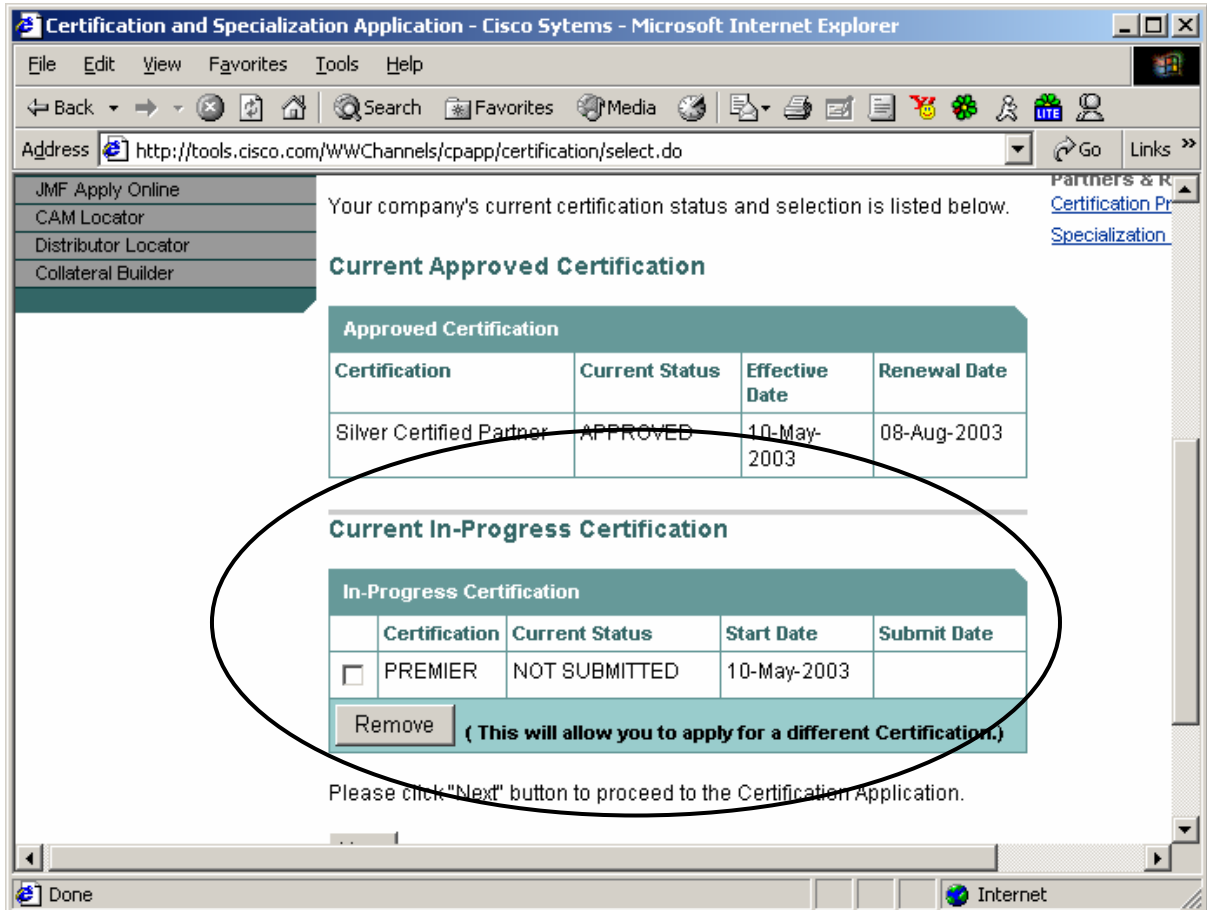 Certification and Specialization Application - Cisco Sytems - Microsoft Internet Explorer
File Edit View Favorites Tools Help
Back Search Favorites Media LITE
Address http://tools.cisco.com/WWChannels/cpapp/certification/select.do Go Links »
JMF Apply Online
CAM Locator
Distributor Locator
Collateral Builder
Your company's current certification status and selection is listed below.
Partners & R
Certification Pr
Specialization
Current Approved Certification
Approved Certification
Certification Current Status Effective Date Renewal Date
Silver Certified Partner APPROVED 10-May-2003 08-Aug-2003
Current In-Progress Certification
In-Progress Certification
Certification Current Status Start Date Submit Date
PREMIER NOT SUBMITTED 10-May-2003
Remove ( This will allow you to apply for a different Certification.)
Please click "Next" button to proceed to the Certification Application.
Done Internet